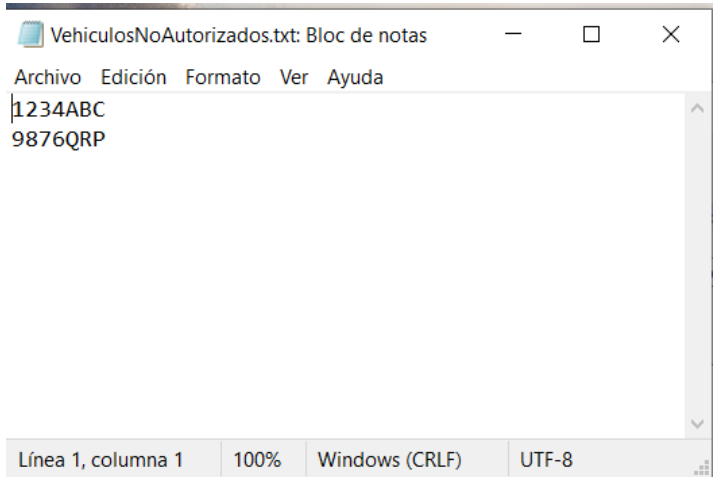 VehiculosNoAutorizados.txt: Bloc de notas
Archivo Edición Formato Ver Ayuda
1234ABC
9876QRP
Línea 1, columna 1 100% Windows (CRLF) UTF-8